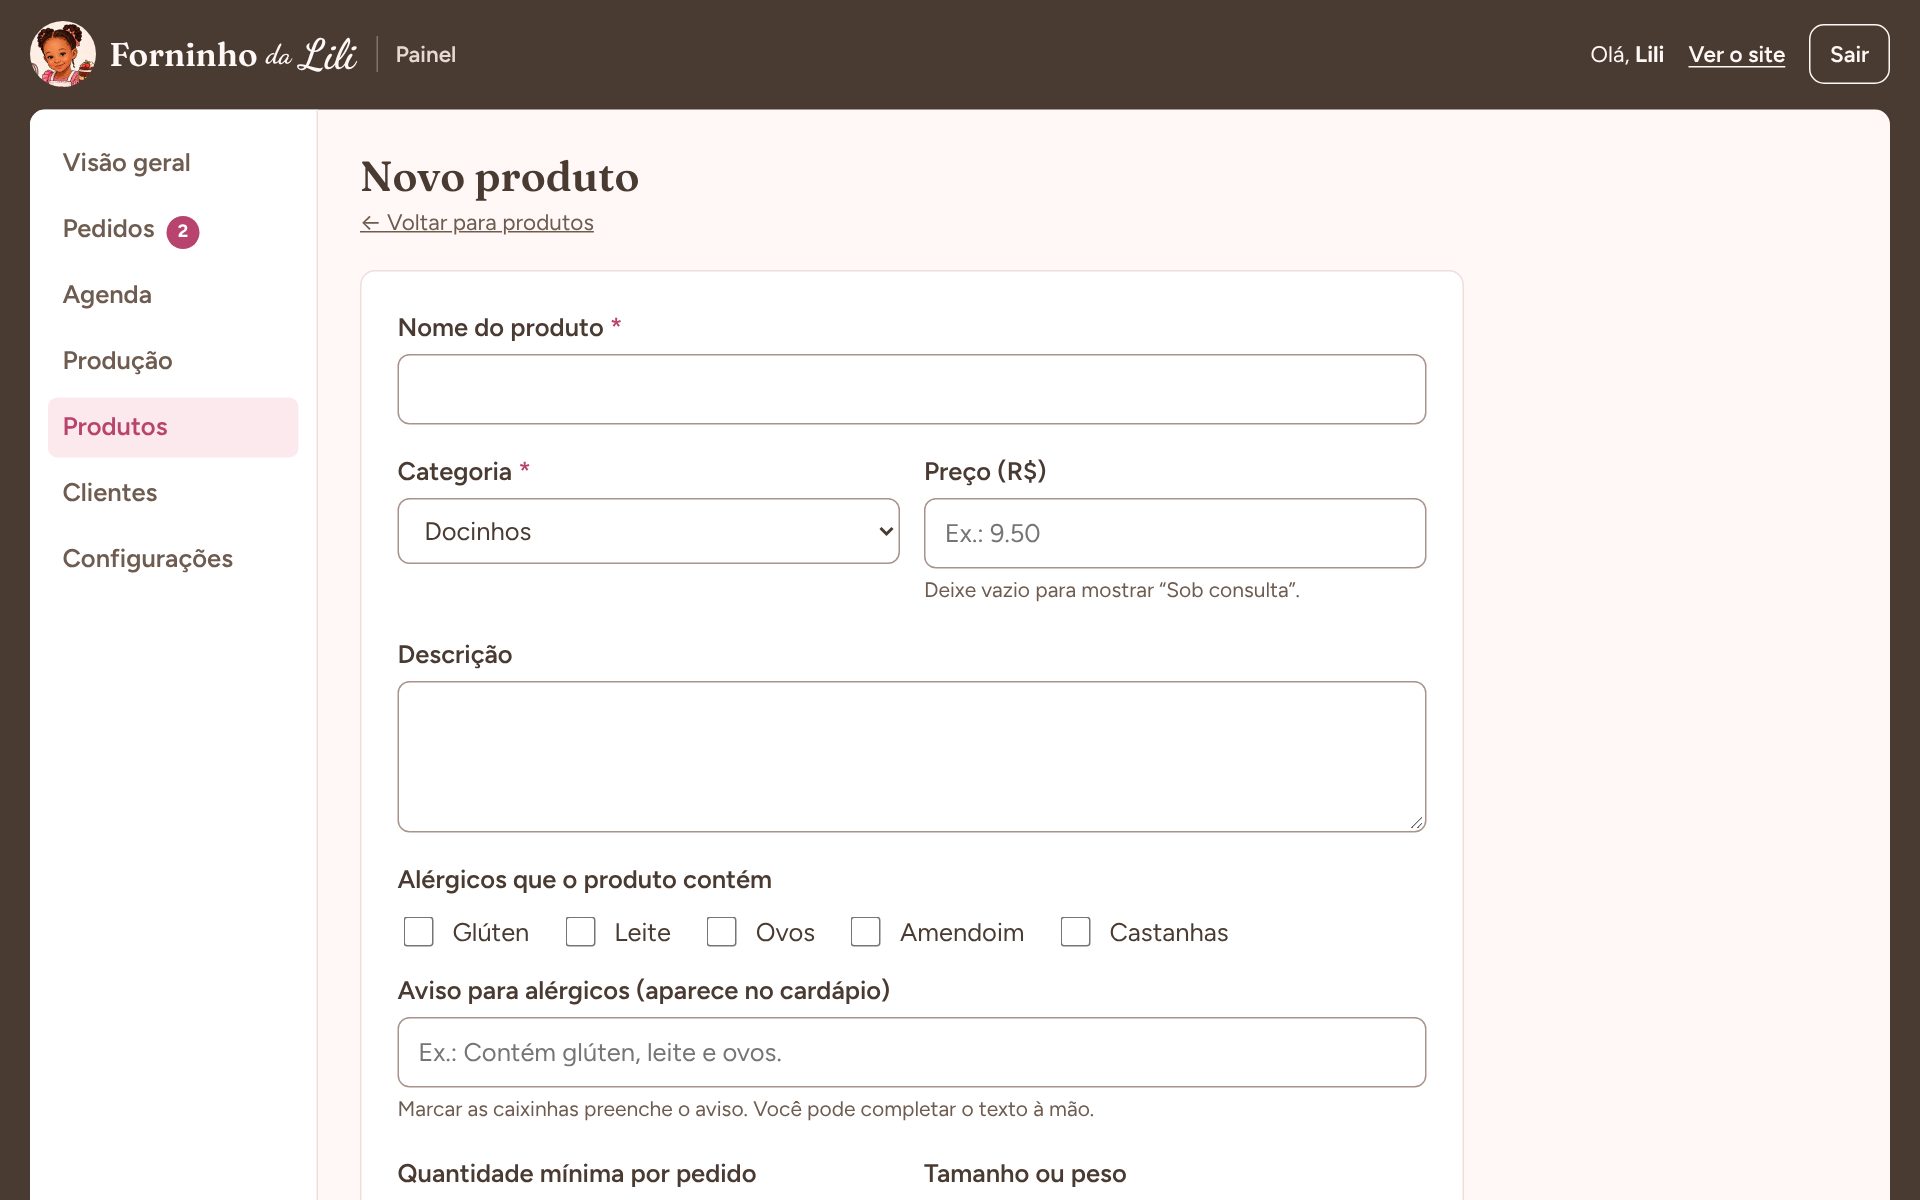 Forninho da Lili
Painel
Olá, Lili
Ver o site
Sair
Visão geral
Pedidos 2
Agenda
Produção
Produtos
Clientes
Configurações
Novo produto
← Voltar para produtos
Nome do produto *
Categoria *
Docinhos
Preço (R$)
Ex.: 9.50
Deixe vazio para mostrar “Sob consulta”.
Descrição
Alérgicos que o produto contém
Glúten Leite Ovos Amendoim Castanhas
Aviso para alérgicos (aparece no cardápio)
Ex.: Contém glúten, leite e ovos.
Marcar as caixinhas preenche o aviso. Você pode completar o texto à mão.
Quantidade mínima por pedido
Tamanho ou peso